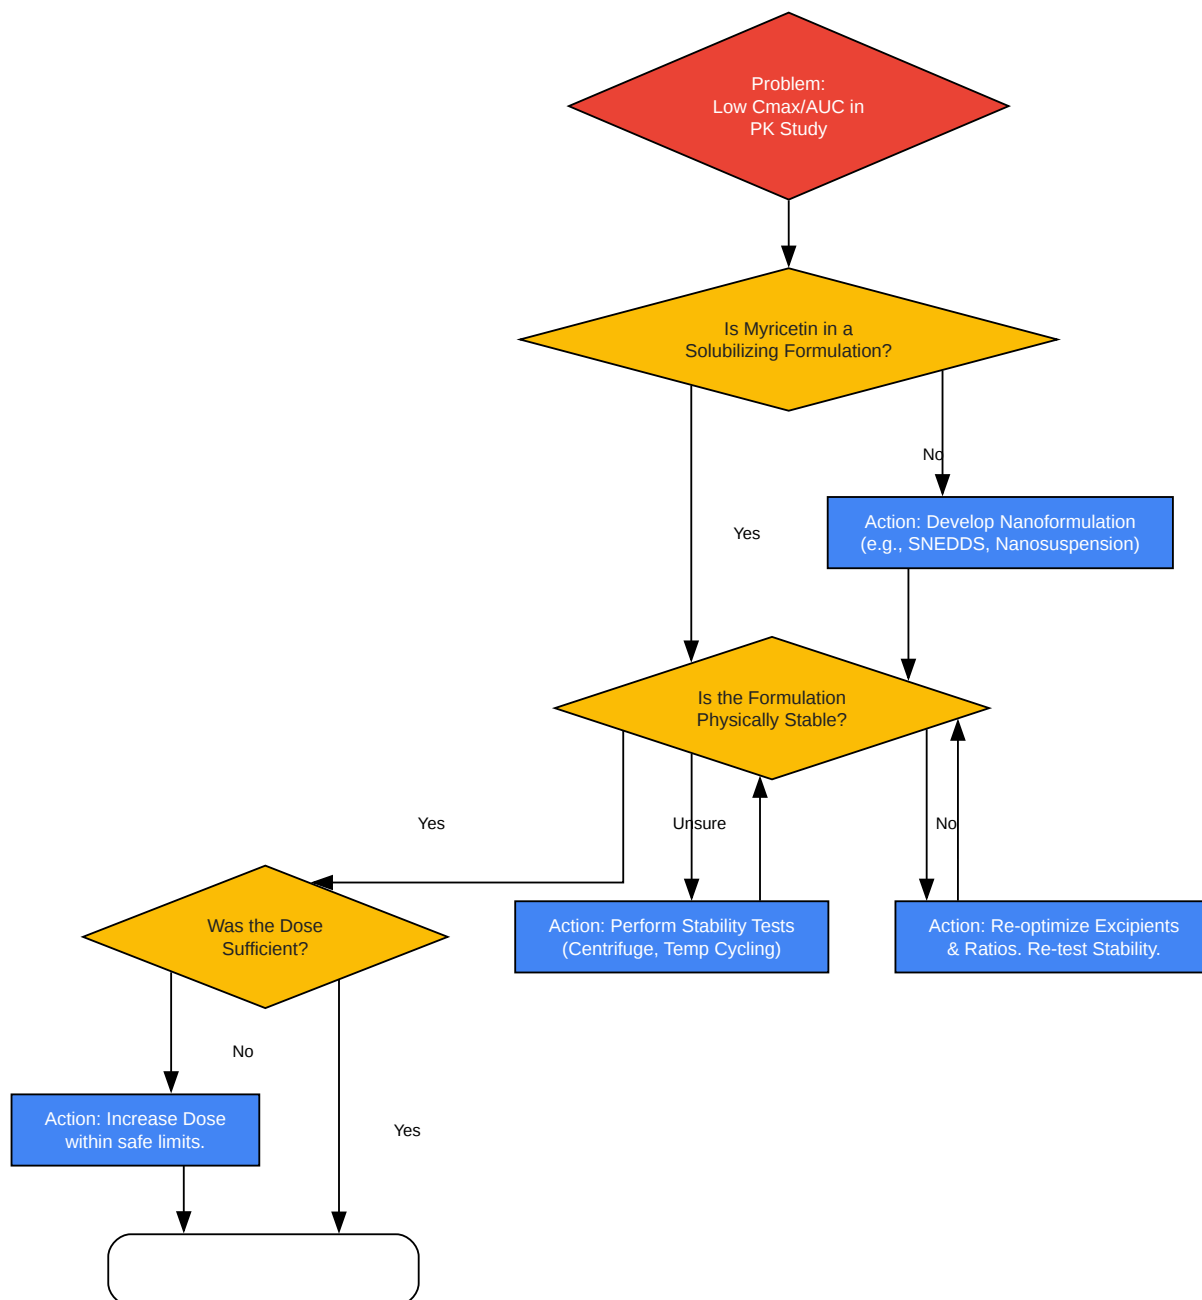 Problem:
Low Cmax/AUC in
PK Study
Is Myricetin in a
Solubilizing Formulation?
No
Yes
Action: Develop Nanoformulation
(e.g., SNEDDS, Nanosuspension)
Is the Formulation
Physically Stable?
Yes
Unsure
No
Was the Dose
Sufficient?
Action: Perform Stability Tests
(Centrifuge, Temp Cycling)
Action: Re-optimize Excipients
& Ratios. Re-test Stability.
No
Action: Increase Dose
within safe limits.
Yes